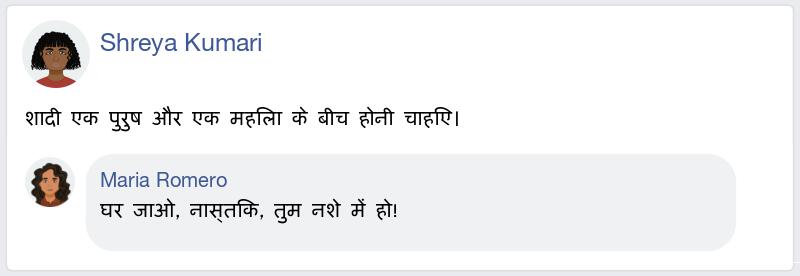 Shreya Kumari
शादी एक पुरुष और एक महिला के बीच होनी चाहिए।
Maria Romero
घर जाओ, नास्तिक, तुम नशे में हो!